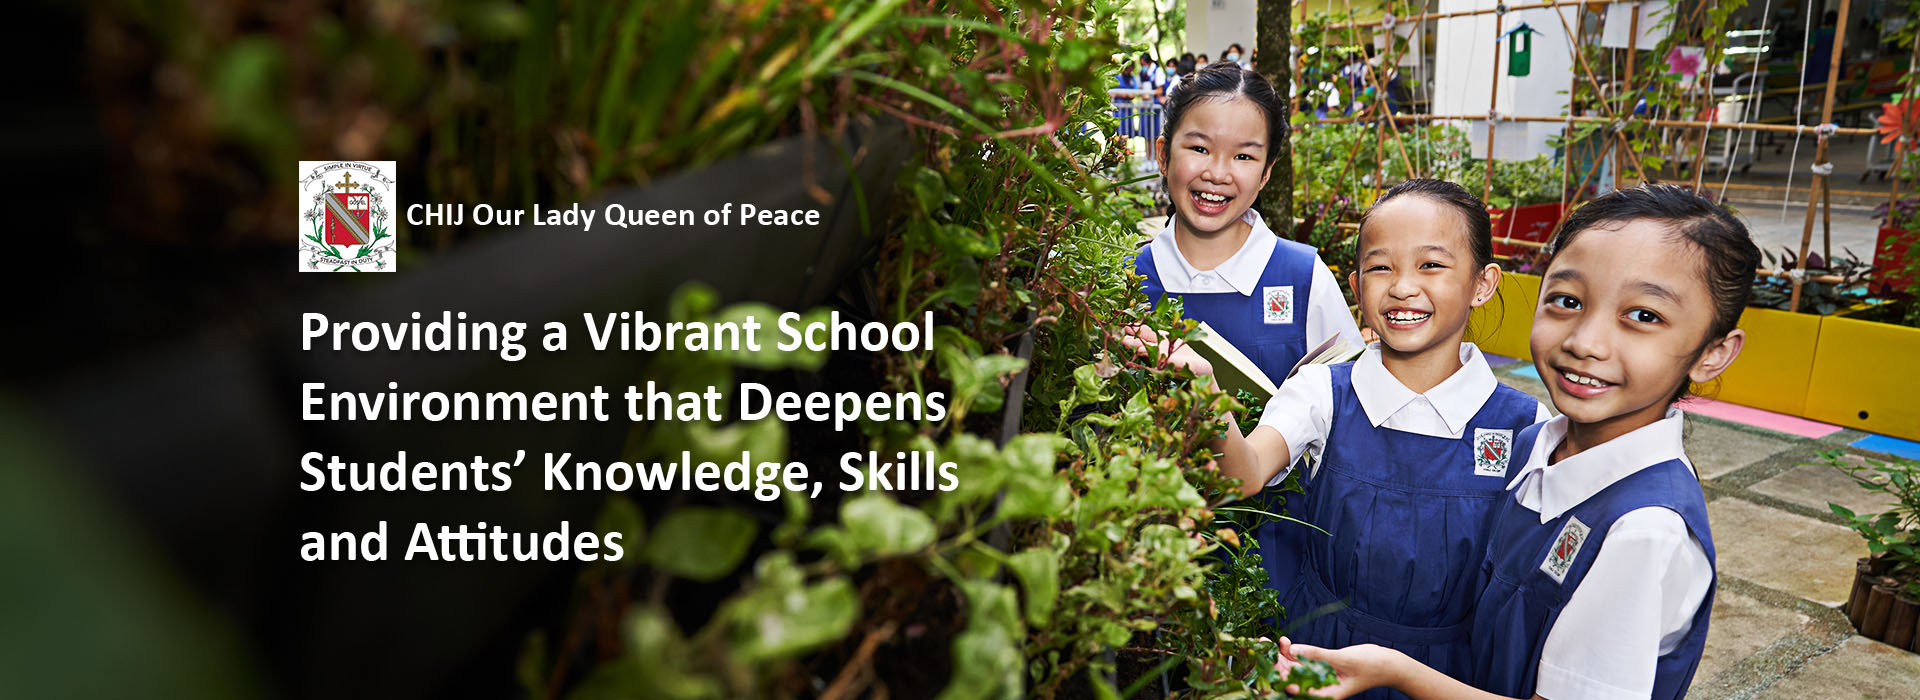 SIMPLE IN VIRTUE
GOSPEL
STEADFAST IN DUTY
CHIJ Our Lady Queen of Peace
Providing a Vibrant School
Environment that Deepens
Students’ Knowledge, Skills
and Attitudes